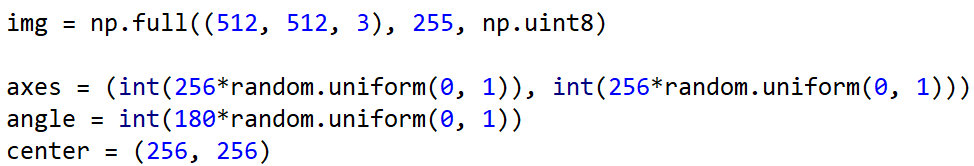 img = np.full((512, 512, 3), 255, np.uint8)
axes = (int(256*random.uniform(0, 1)), int(256*random.uniform(0, 1)))
angle = int(180*random.uniform(0, 1))
center = (256, 256)